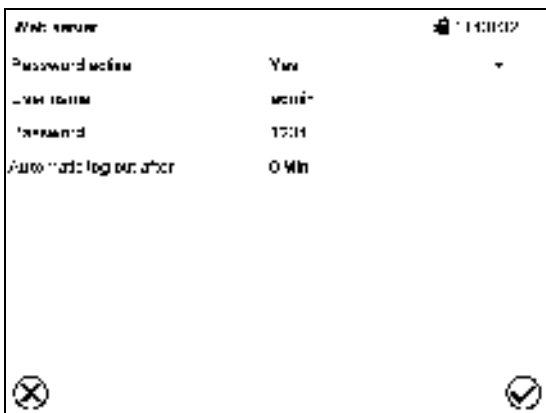 Web server
Password active Yes
User name admin
Password 1234
Automatic log out after 0 Min